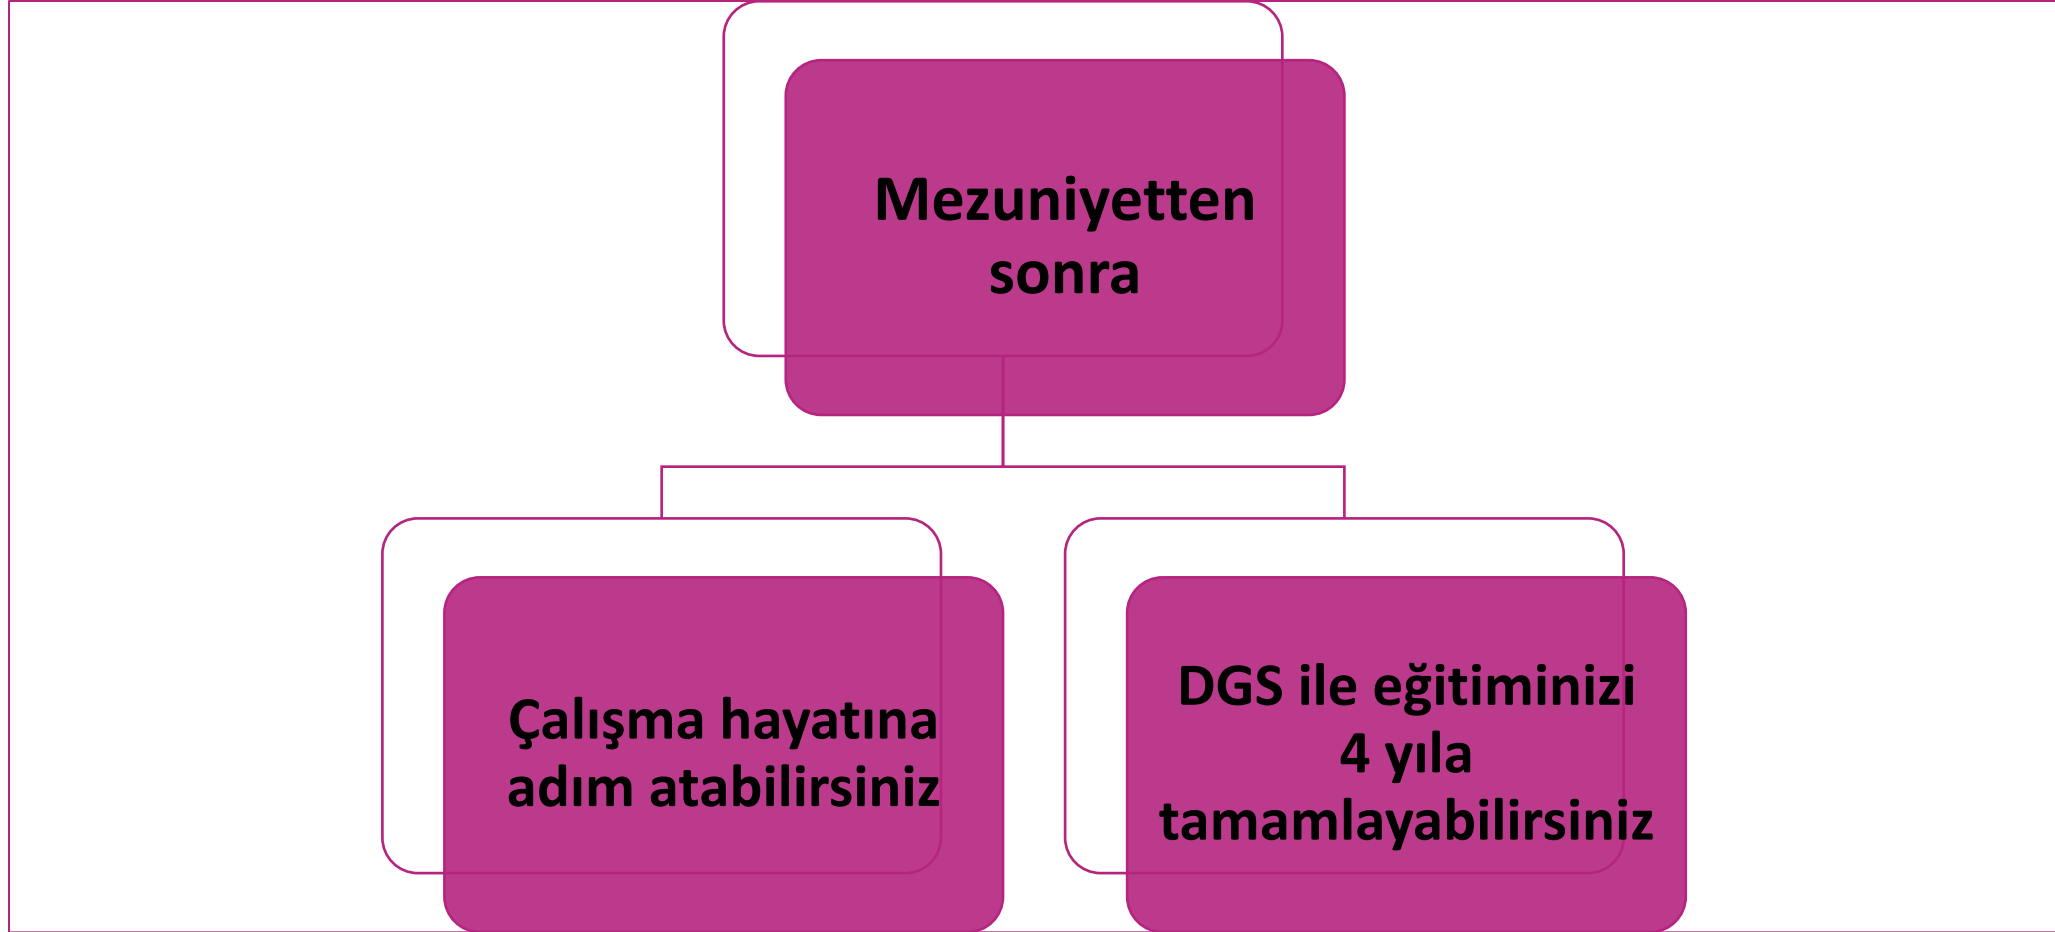 Mezuniyetten
sonra
Çalışma hayatına
adım atabilirsiniz
DGS ile eğitiminizi
4 yıla
tamamlayabilirsiniz